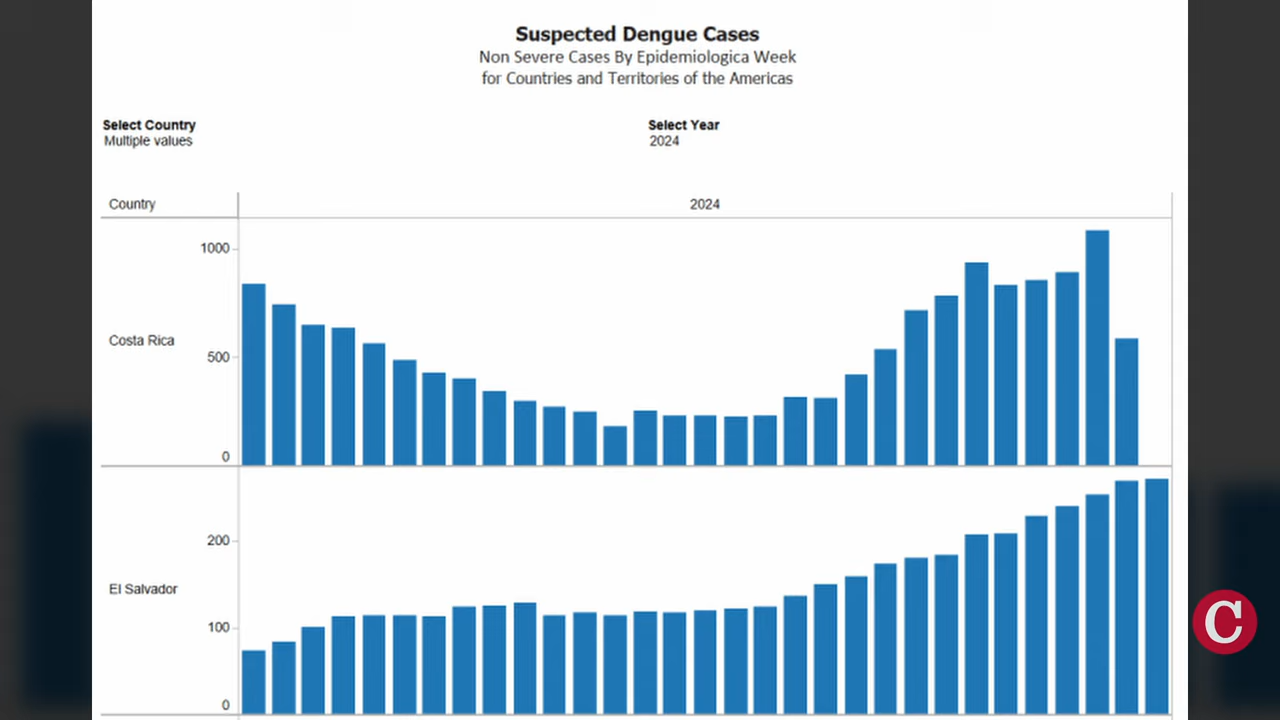 Suspected Dengue Cases
Non Severe Cases By Epidemiologica Week
for Countries and Territories of the Americas
Select Country
Multiple values
Select Year
2024
Country
2024
1000
Costa Rica
500
0
200
El Salvador
100
0
C